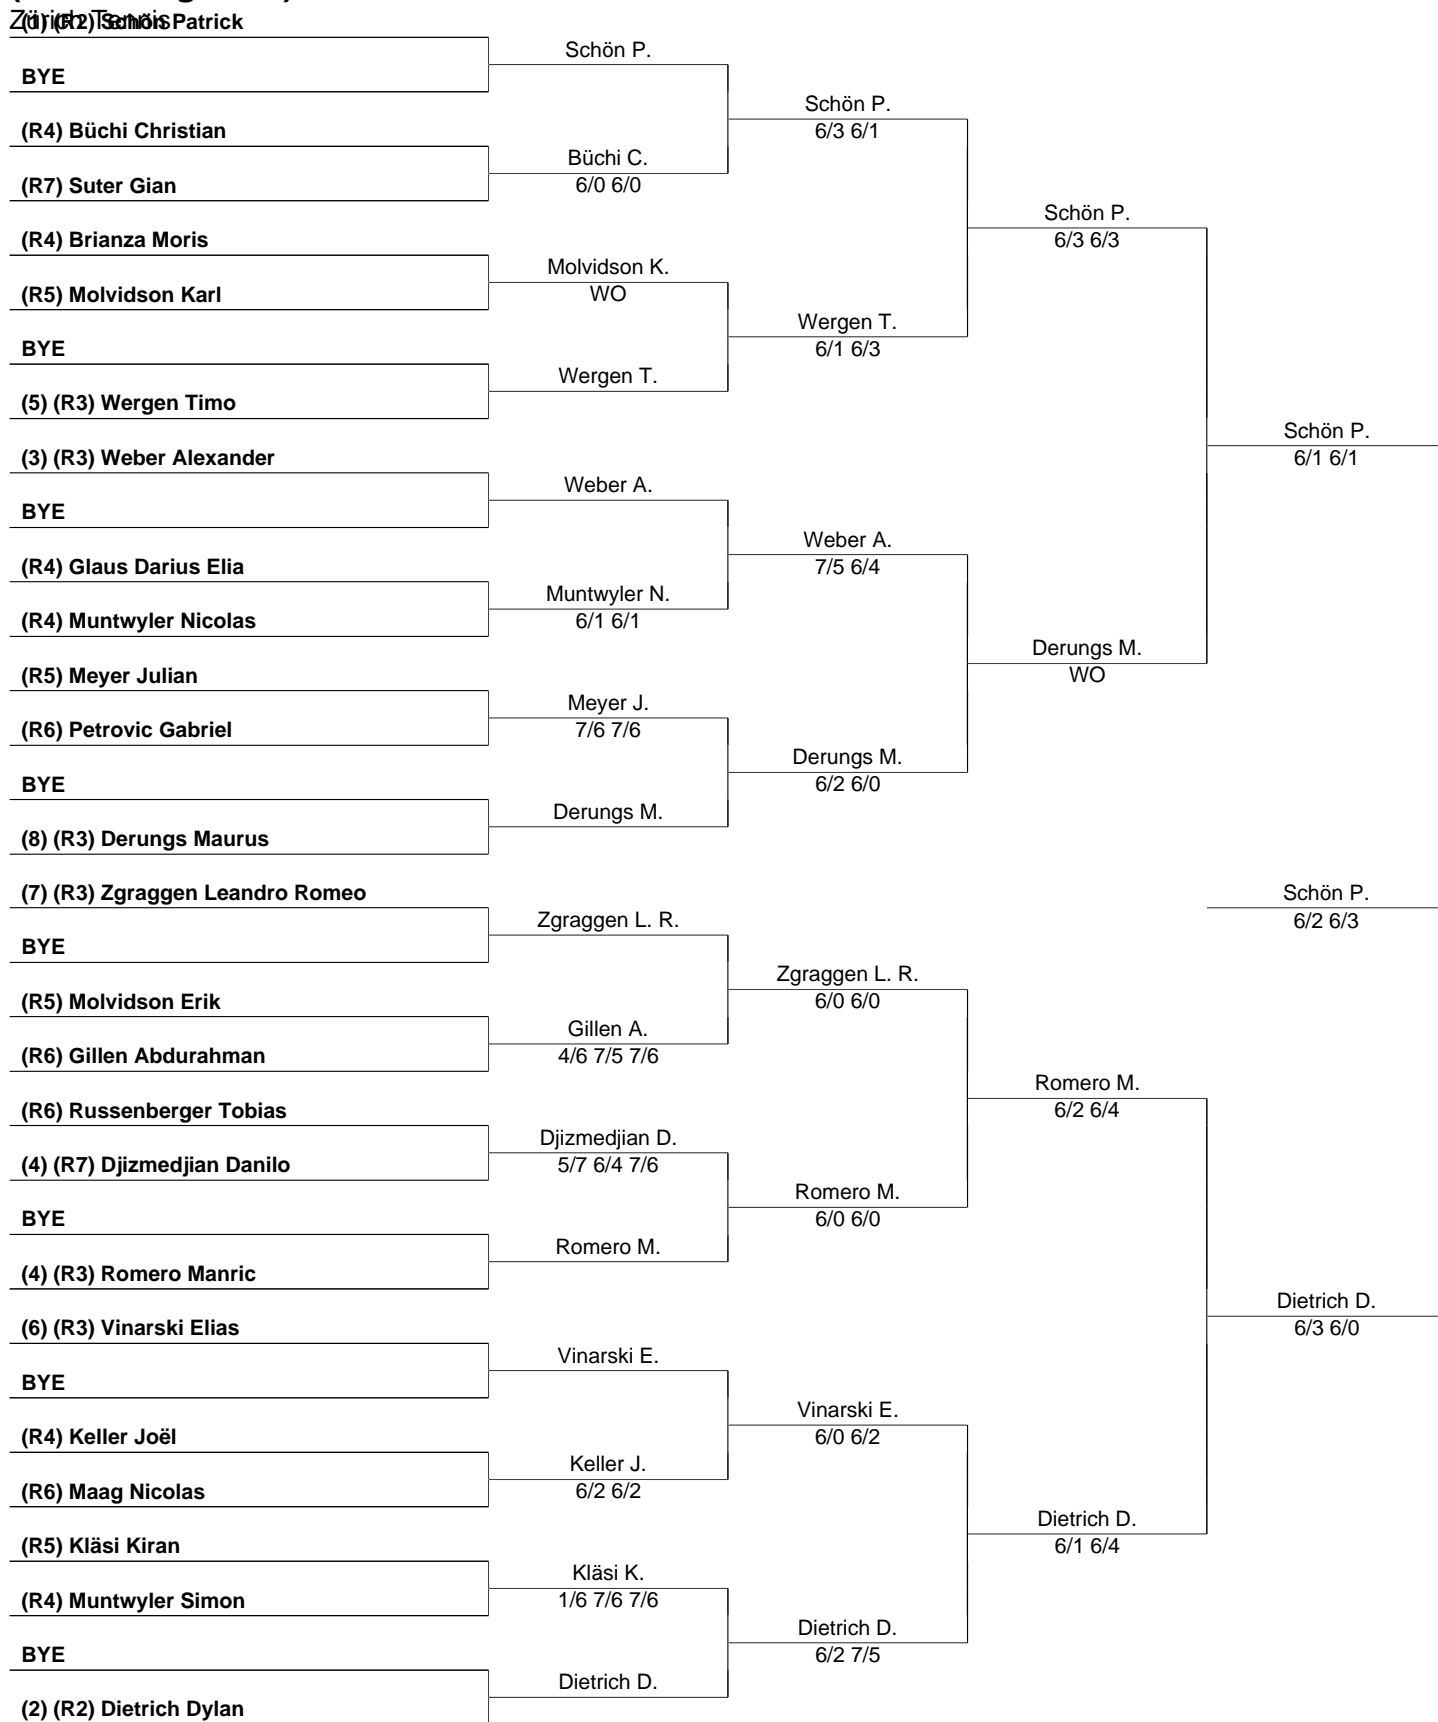 Zürich Tennis
(1) (R2) Schön Patrick
BYE
(R4) Büchi Christian
(R7) Suter Gian
(R4) Brianza Moris
(R5) Molvidson Karl
BYE
(5) (R3) Wergen Timo
(3) (R3) Weber Alexander
BYE
(R4) Glaus Darius Elia
(R4) Muntwyler Nicolas
(R5) Meyer Julian
(R6) Petrovic Gabriel
BYE
(8) (R3) Derungs Maurus
(7) (R3) Zgraggen Leandro Romeo
BYE
(R5) Molvidson Erik
(R6) Gillen Abdurahman
(R6) Russenberger Tobias
(4) (R7) Djizmedjian Danilo
BYE
(4) (R3) Romero Manric
(6) (R3) Vinarski Elias
BYE
(R4) Keller Joël
(R6) Maag Nicolas
(R5) Kläsi Kiran
(R4) Muntwyler Simon
BYE
(2) (R2) Dietrich Dylan
Schön P.
Büchi C.
6/0 6/0
Molvidson K.
WO
Wergen T.
Weber A.
Muntwyler N.
6/1 6/1
Meyer J.
7/6 7/6
Derungs M.
Zgraggen L. R.
Gillen A.
4/6 7/5 7/6
Djizmedjian D.
5/7 6/4 7/6
Romero M.
Vinarski E.
Keller J.
6/2 6/2
Kläsi K.
1/6 7/6 7/6
Dietrich D.
Schön P.
6/3 6/1
Wergen T.
6/1 6/3
Weber A.
7/5 6/4
Derungs M.
6/2 6/0
Zgraggen L. R.
6/0 6/0
Romero M.
6/0 6/0
Vinarski E.
6/0 6/2
Dietrich D.
6/2 7/5
Schön P.
6/3 6/3
Derungs M.
WO
Romero M.
6/2 6/4
Dietrich D.
6/1 6/4
Schön P.
6/1 6/1
Schön P.
6/2 6/3
Dietrich D.
6/3 6/0